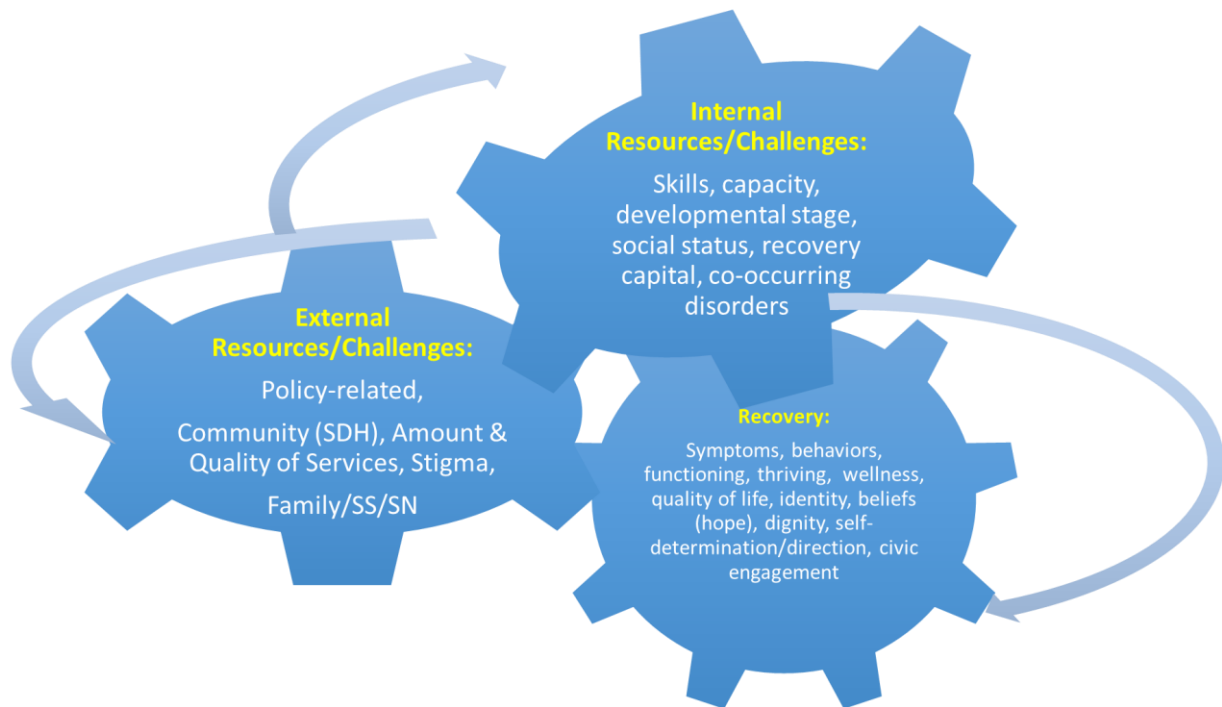 Internal
Resources/Challenges:
Skills, capacity,
developmental stage,
social status, recovery
capital, co-occurring
disorders
External
Resources/Challenges:
Policy-related,
Community (SDH), Amount &
Quality of Services, Stigma,
Family/SS/SN
Recovery:
Symptoms, behaviors,
functioning, thriving, wellness,
quality of life, identity, beliefs
(hope), dignity, self-
determination/direction, civic
engagement